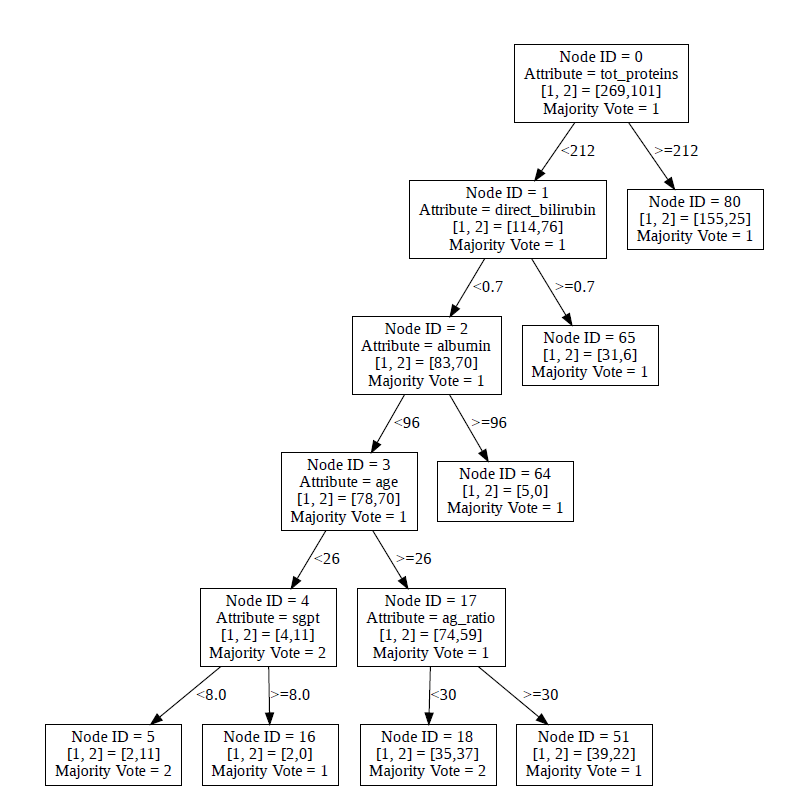 Node ID = 0
Attribute = tot_proteins
[1, 2] = [269,101]
Majority Vote = 1
<212
>=212
Node ID = 1
Attribute = direct_bilirubin
[1, 2] = [114,76]
Majority Vote = 1
Node ID = 80
[1, 2] = [155,25]
Majority Vote = 1
<0.7
>=0.7
Node ID = 2
Attribute = albumin
[1, 2] = [83,70]
Majority Vote = 1
Node ID = 65
[1, 2] = [31,6]
Majority Vote = 1
<96
>=96
Node ID = 3
Attribute = age
[1, 2] = [78,70]
Majority Vote = 1
Node ID = 64
[1, 2] = [5,0]
Majority Vote = 1
<26
>=26
Node ID = 4
Attribute = sgpt
[1, 2] = [4,11]
Majority Vote = 2
Node ID = 17
Attribute = ag_ratio
[1, 2] = [74,59]
Majority Vote = 1
<8.0
>=8.0
<30
>=30
Node ID = 5
[1, 2] = [2,11]
Majority Vote = 2
Node ID = 16
[1, 2] = [2,0]
Majority Vote = 1
Node ID = 18
[1, 2] = [35,37]
Majority Vote = 2
Node ID = 51
[1, 2] = [39,22]
Majority Vote = 1